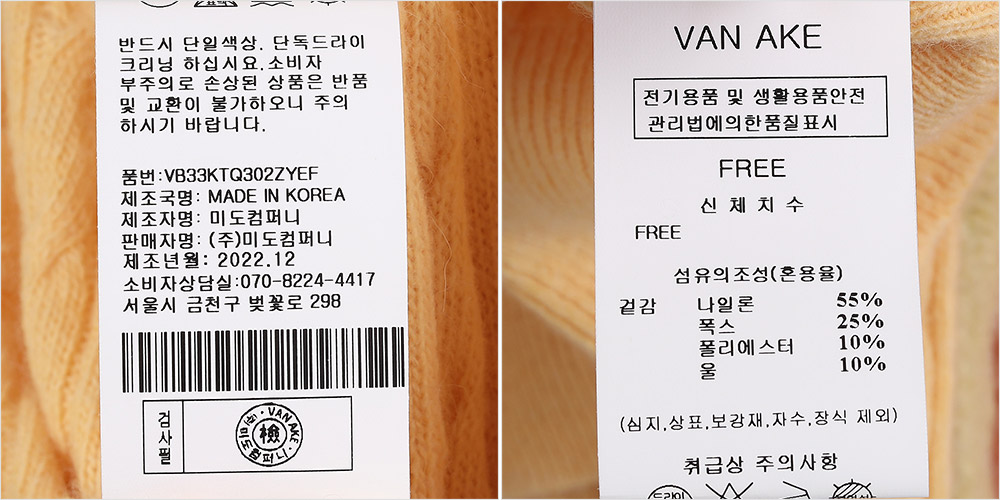 반드시 단일색상. 단독드라이
크리닝 하십시요.소비자
부주의로 손상된 상품은 반품
및 교환이 불가하오니 주의
하시기 바랍니다.
품번:VB33KTQ302ZYEF
제조국명: MADE IN KOREA
제조자명: 미도컴퍼니
판매자명: (주)미도컴퍼니
제조년월: 2022.12
소비자상담실:070-8224-4417
서울시 금천구 벚꽃로 298
검사필
VAN AKE
檢
미도컴퍼니
VAN AKE
전기용품 및 생활용품안전
관리법에의한품질표시
FREE
신 체 치 수
FREE
섬유의조성(혼용율)
겉감 나일론 55%
폭스 25%
폴리에스터 10%
울 10%
(심지,상표,보강재,자수,장식 제외)
취급상 주의사항
드라이